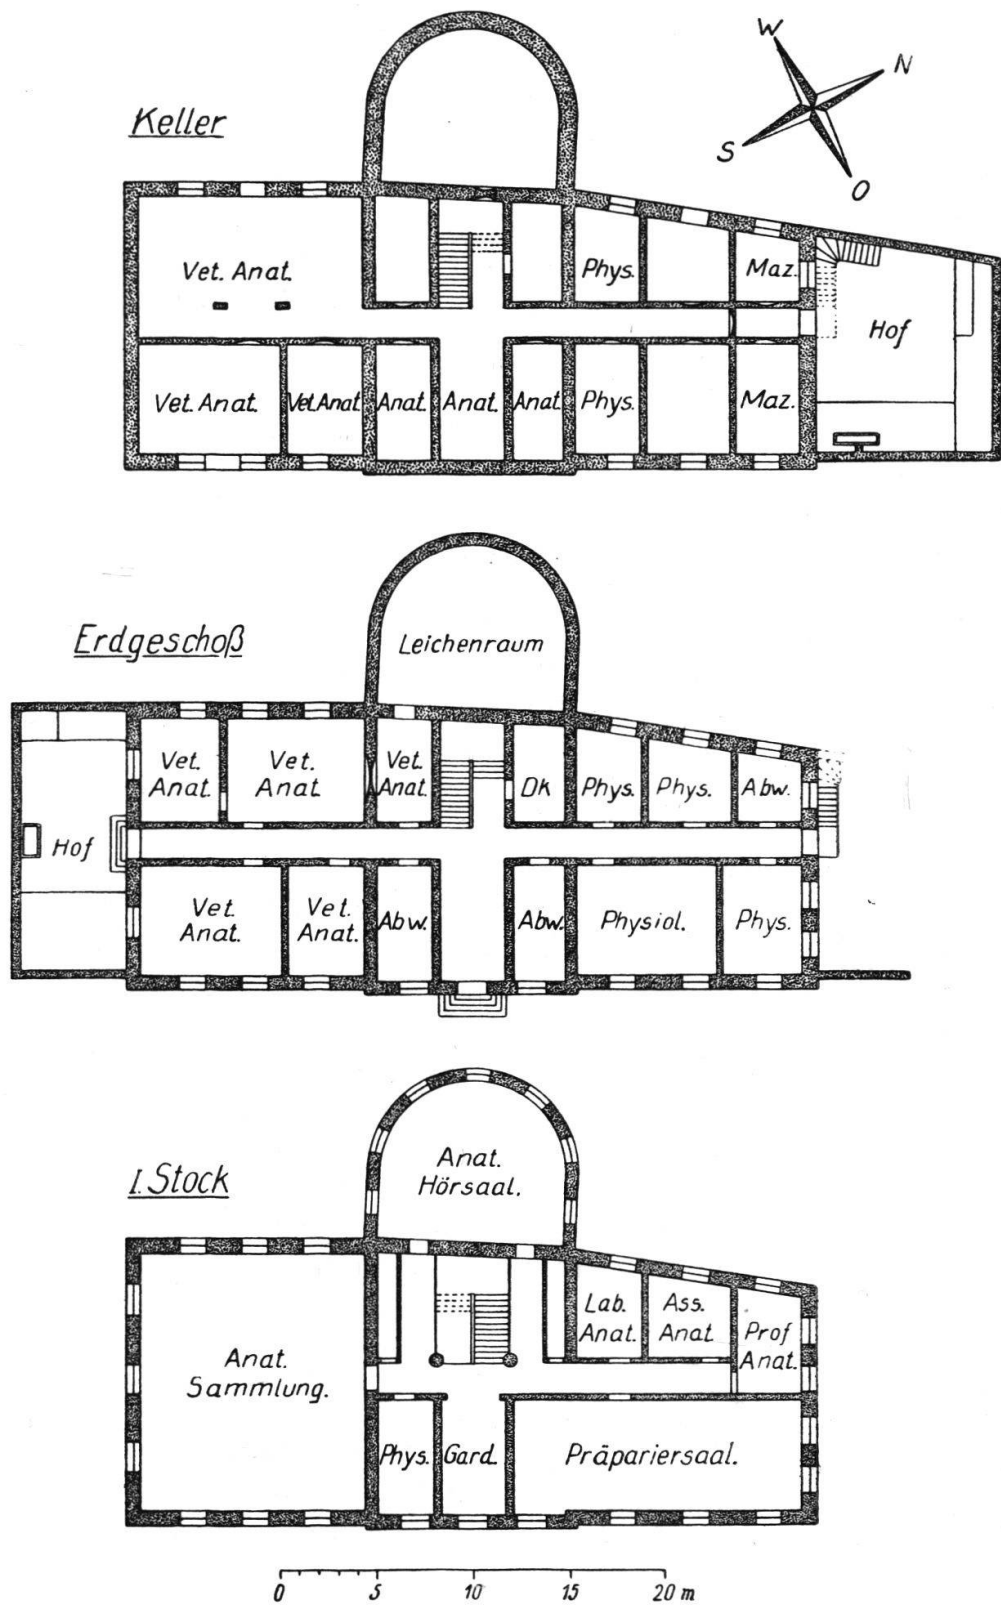 W
N
Keller
S
O
Vet. Anat.
Phys.
Maz.
Hof
Vet. Anat.
Vet. Anat.
Anat.
Anat.
Anat.
Phys.
Maz.
Leichenraum
Erdgeschoß
Vet.
Anat.
Vet.
Anat.
Vet.
Anat.
DK
Phys.
Phys.
Abw.
Hof
Vet.
Anat.
Vet.
Anat.
Abw.
Abw.
Physiol.
Phys.
Anat.
Hörsaal.
I. Stock
Lab.
Anat.
Ass.
Anat
Prof
Anat.
Anat.
Sammlung.
Phys.
Gard.
Präpariersaal.
0 5 10 15 20 m